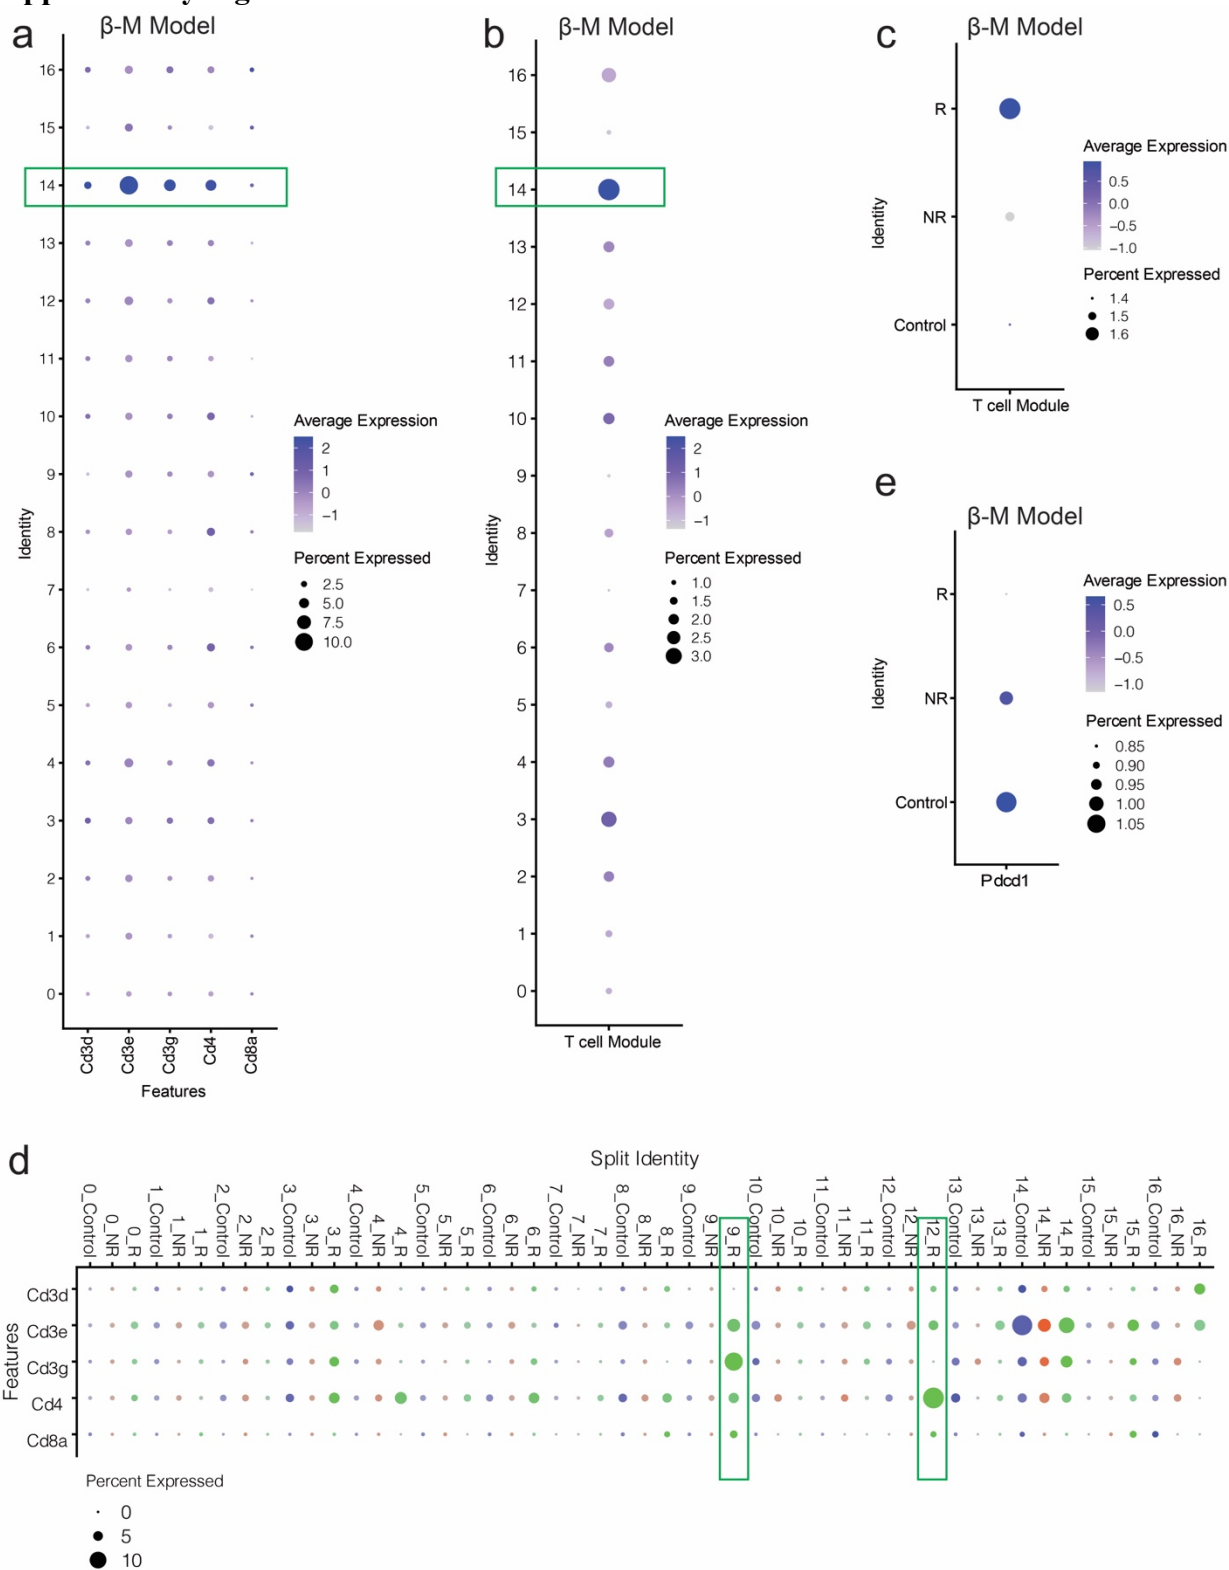 a
β-M Model
16
15
14
13
12
11
10
9
8
7
6
5
4
3
2
1
0
Identity
Cd3d
Cd3e
Cd3g
Cd4
Cd8a
Features
Average Expression
2
1
0
−1
Percent Expressed
2.5
5.0
7.5
10.0
b
β-M Model
16
15
14
13
12
11
10
9
8
7
6
5
4
3
2
1
0
Identity
T cell Module
Average Expression
2
1
0
−1
Percent Expressed
1.0
1.5
2.0
2.5
3.0
c
β-M Model
R
NR
Control
Identity
T cell Module
Average Expression
0.5
0.0
−0.5
−1.0
Percent Expressed
1.4
1.5
1.6
e
β-M Model
R
NR
Control
Identity
Pdcd1
Average Expression
0.5
0.0
−0.5
−1.0
Percent Expressed
0.85
0.90
0.95
1.00
1.05
d
Split Identity
0_Control
0_NR
0_R
1_Control
1_NR
1_R
2_Control
2_NR
2_R
3_Control
3_NR
3_R
4_Control
4_NR
4_R
5_Control
5_NR
5_R
6_Control
6_NR
6_R
7_Control
7_NR
7_R
8_Control
8_NR
8_R
9_Control
9_NR
9_R
10_Control
10_NR
10_R
11_Control
11_NR
11_R
12_Control
12_NR
12_R
13_Control
13_NR
13_R
14_Control
14_NR
14_R
15_Control
15_NR
15_R
16_Control
16_NR
16_R
Features
Cd3d
Cd3e
Cd3g
Cd4
Cd8a
Percent Expressed
0
5
10